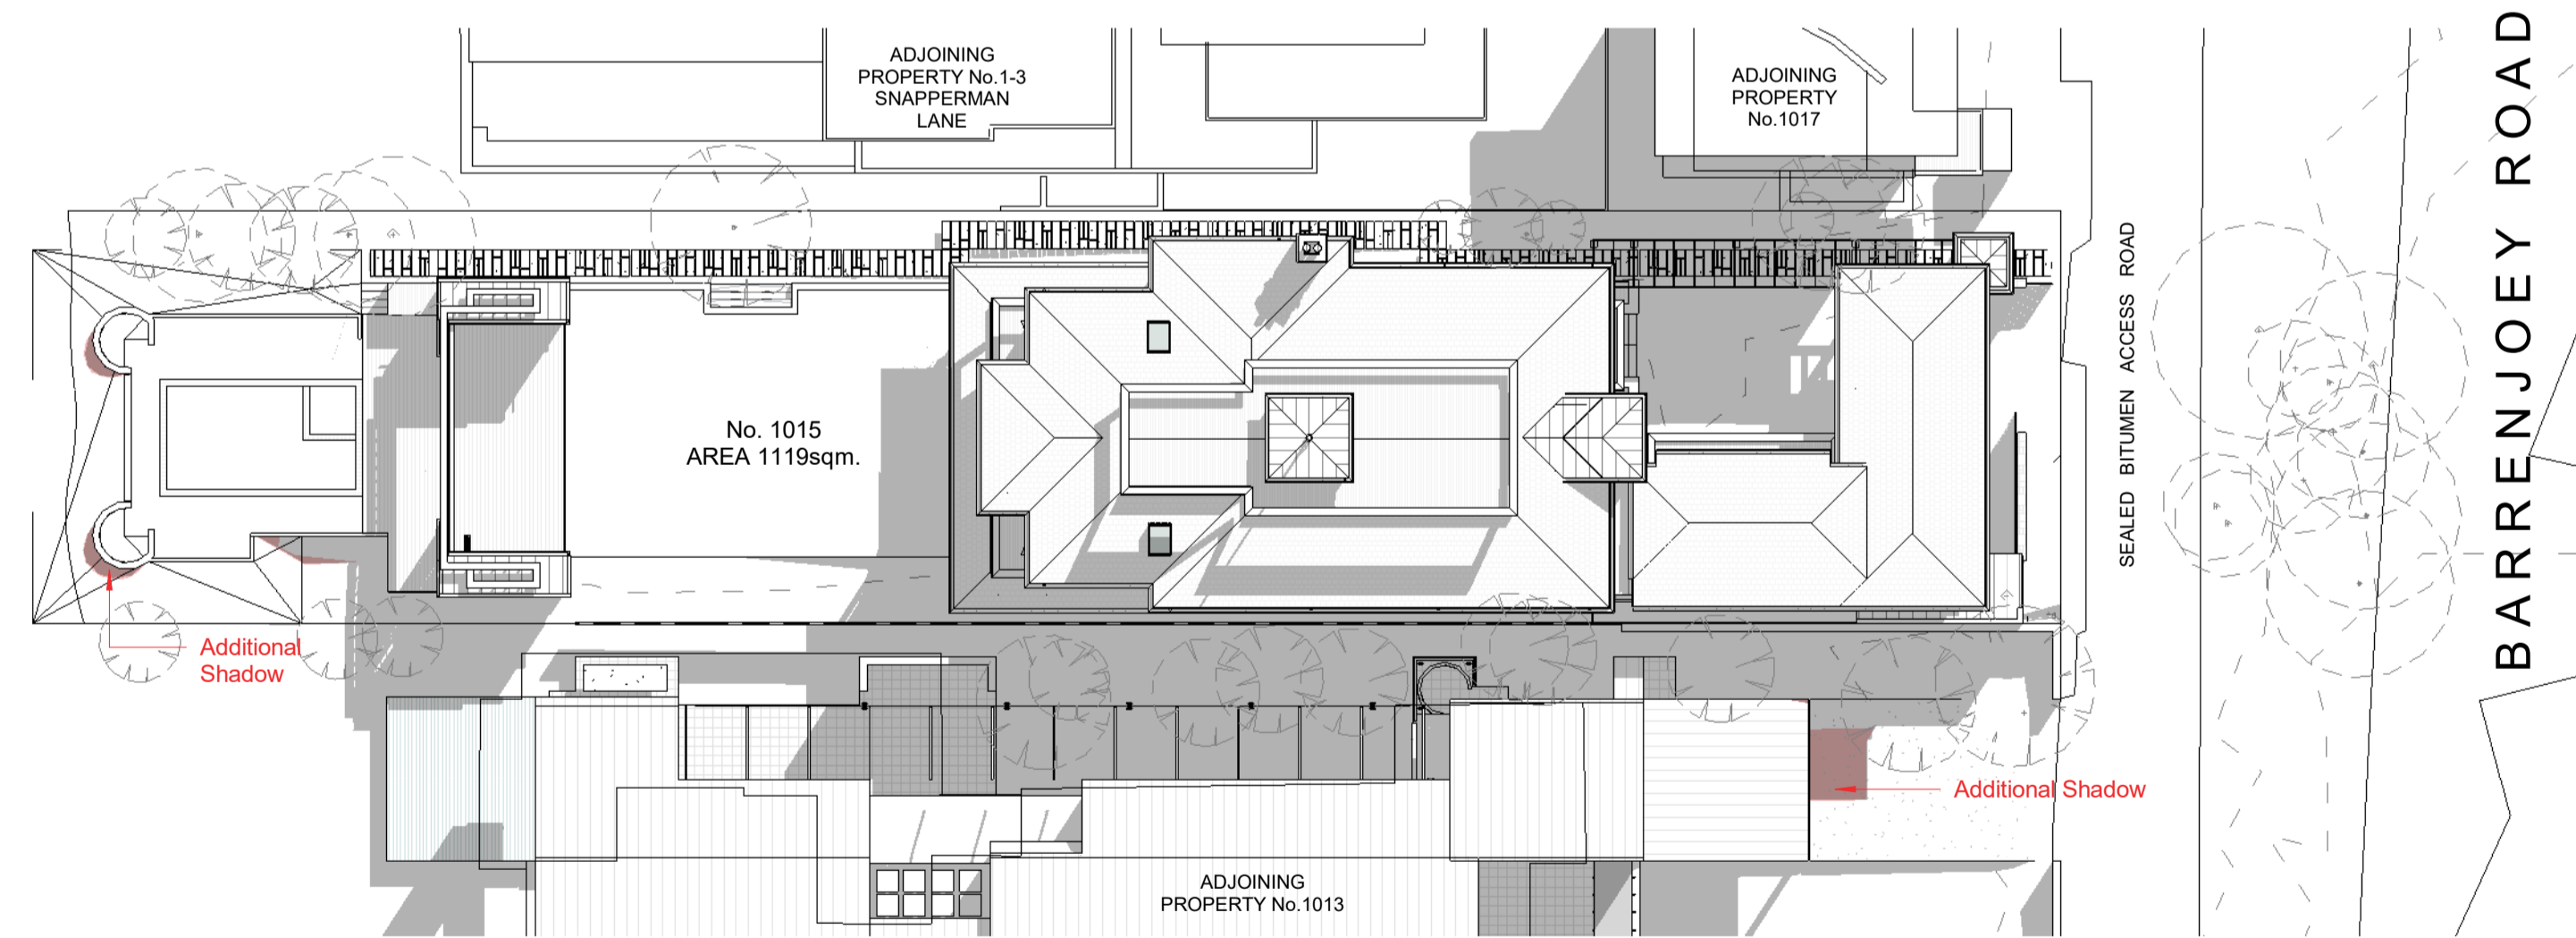 ADJOINING
PROPERTY No.1-3
SNAPPERMAN
LANE
ADJOINING
PROPERTY
No.1017
BARRENJOEY ROAD
SEALED BITUMEN ACCESS ROAD
No. 1015
AREA 1119sqm.
Additional
Shadow
Additional Shadow
ADJOINING
PROPERTY No.1013